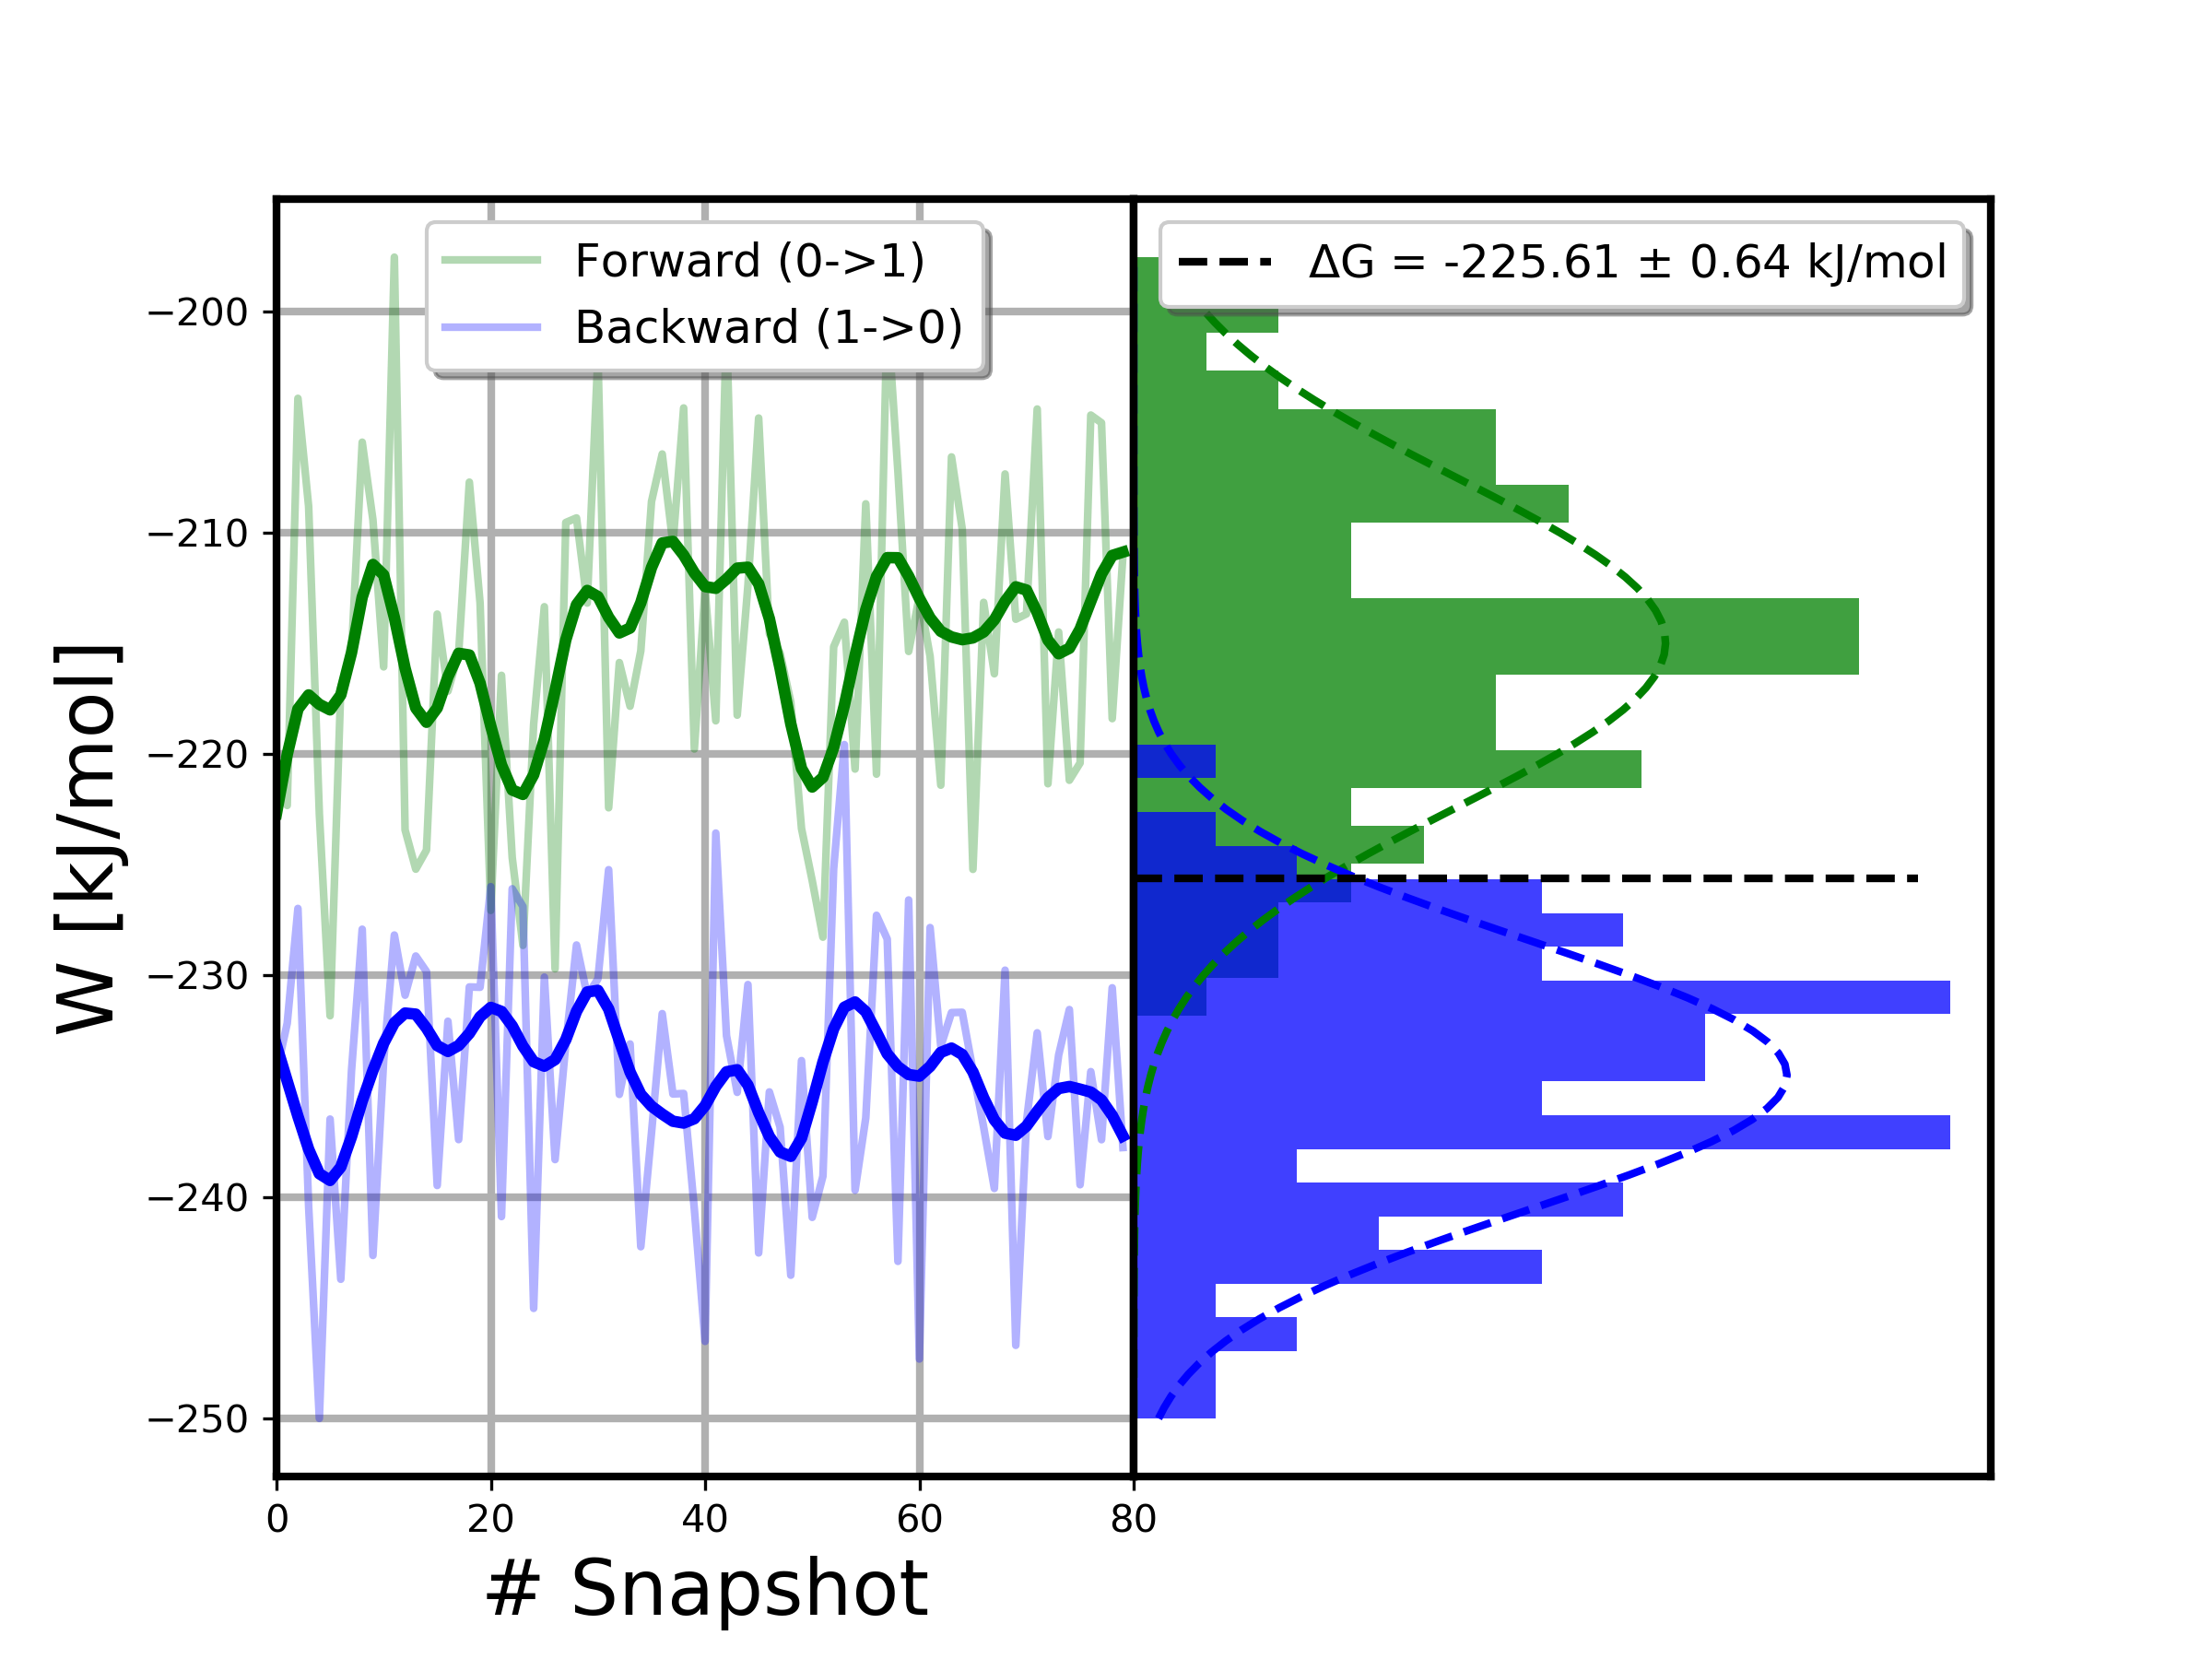 Forward (0->1)
Backward (1->0)
ΔG = -225.61 ± 0.64 kJ/mol
−200
−210
−220
−230
−240
−250
W [kJ/mol]
0 20 40 60 80
# Snapshot